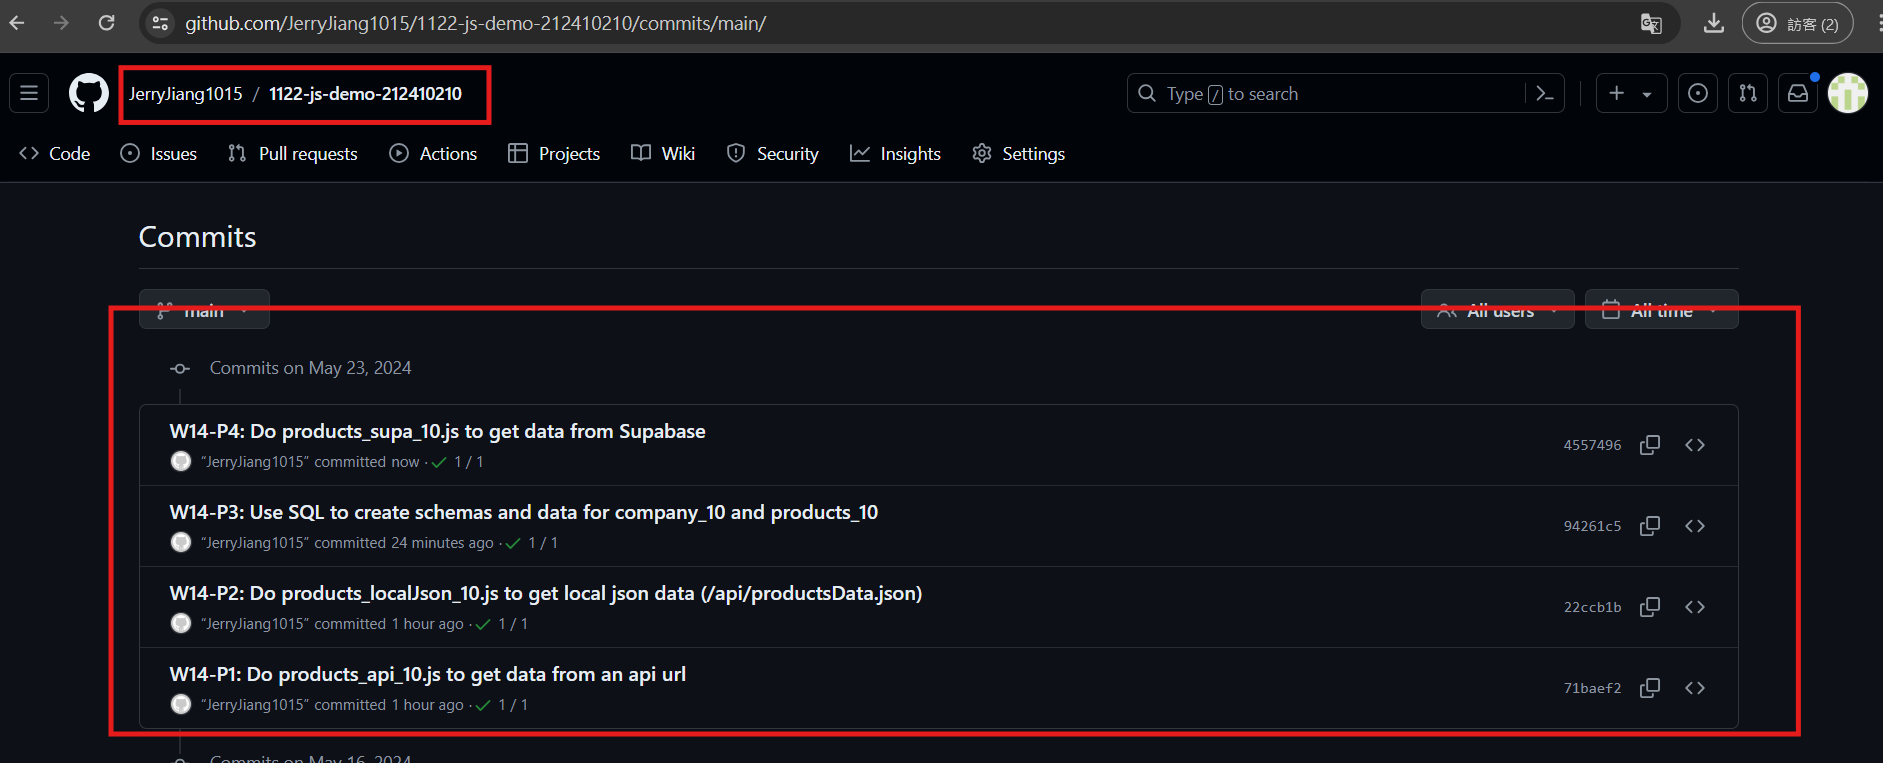 github.com/JerryJiang1015/1122-js-demo-212410210/commits/main/
訪客 (2)
JerryJiang1015 / 1122-js-demo-212410210
Type / to search
Code Issues Pull requests Actions Projects Wiki Security Insights Settings
Commits
main All users All time
Commits on May 23, 2024
W14-P4: Do products_supa_10.js to get data from Supabase
4557496
“JerryJiang1015” committed now · 1 / 1
W14-P3: Use SQL to create schemas and data for company_10 and products_10
94261c5
“JerryJiang1015” committed 24 minutes ago · 1 / 1
W14-P2: Do products_localJson_10.js to get local json data (/api/productsData.json)
22ccb1b
“JerryJiang1015” committed 1 hour ago · 1 / 1
W14-P1: Do products_api_10.js to get data from an api url
71baef2
“JerryJiang1015” committed 1 hour ago · 1 / 1
Commits on May 16, 2024